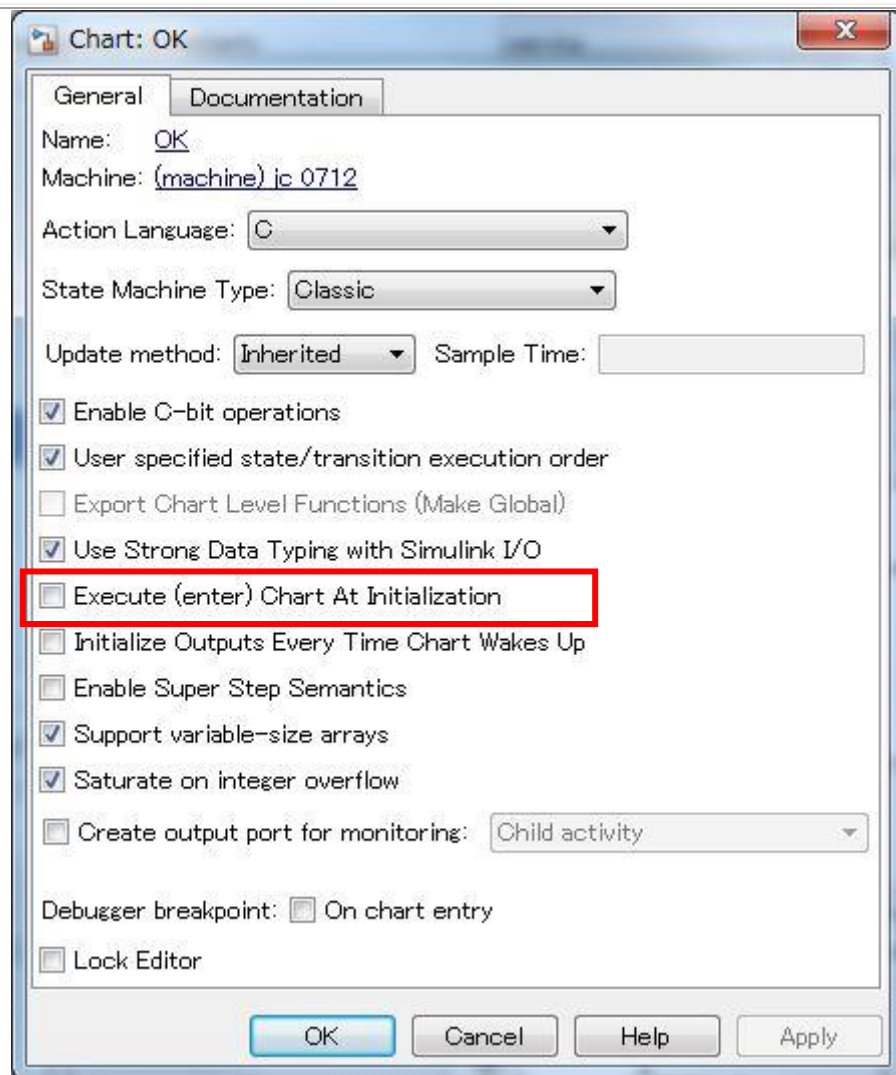 Chart: OK
General Documentation
Name: OK
Machine: (machine) jc 0712
Action Language: C
State Machine Type: Classic
Update method: Inherited Sample Time:
Enable C-bit operations
User specified state/transition execution order
Export Chart Level Functions (Make Global)
Use Strong Data Typing with Simulink I/O
Execute (enter) Chart At Initialization
Initialize Outputs Every Time Chart Wakes Up
Enable Super Step Semantics
Support variable-size arrays
Saturate on integer overflow
Create output port for monitoring: Child activity
Debugger breakpoint: On chart entry
Lock Editor
OK Cancel Help Apply